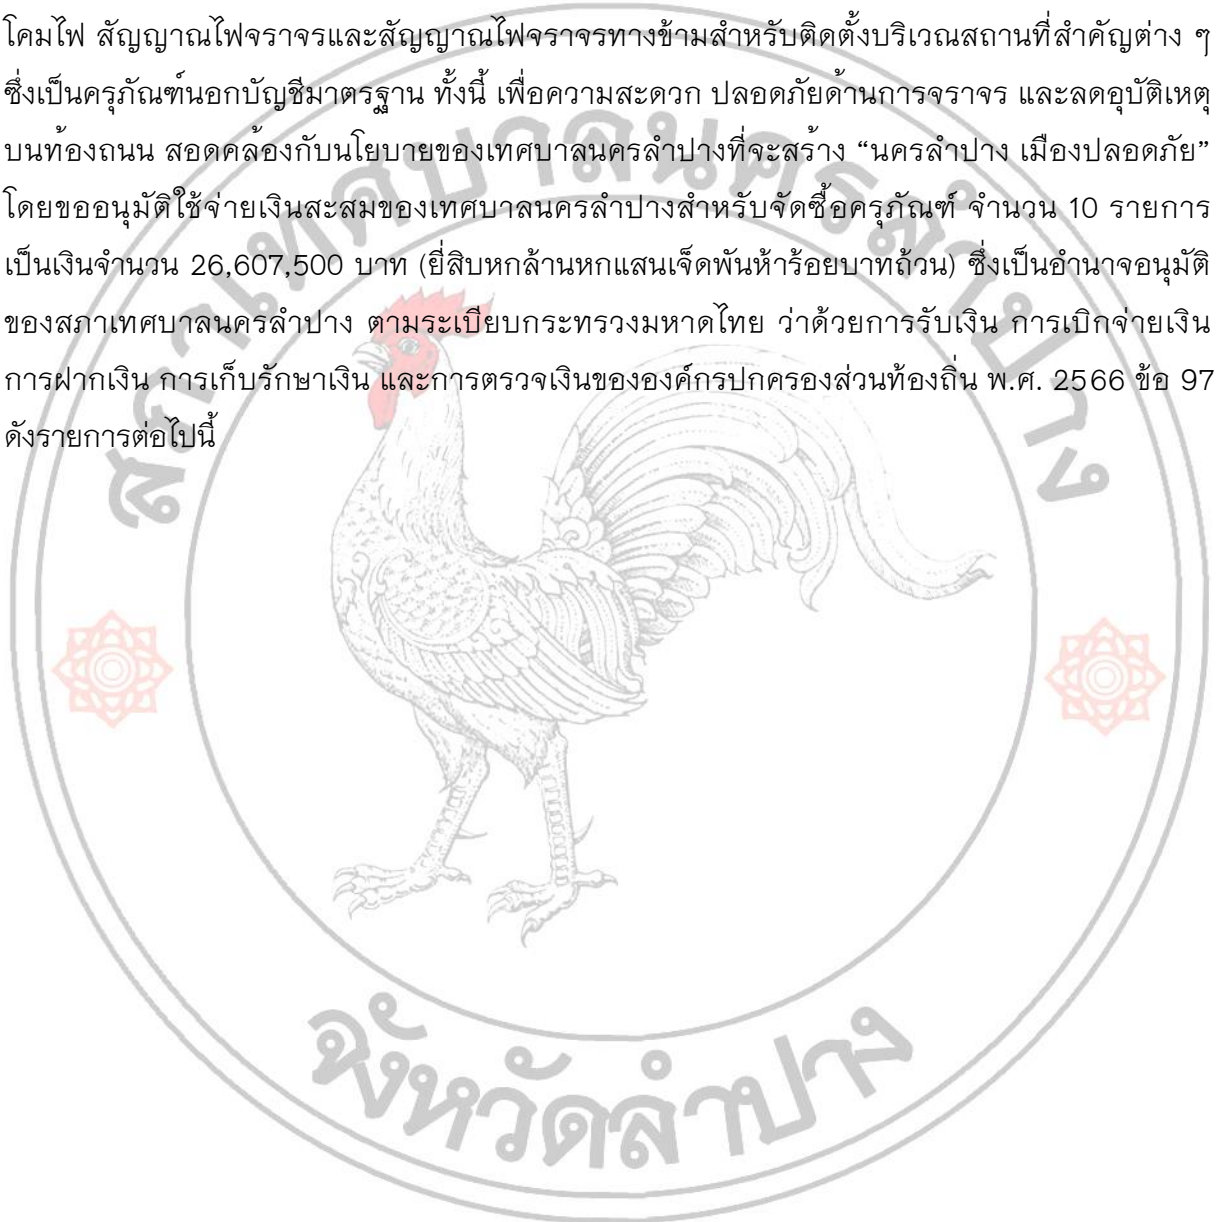 โคมไฟ สัญญาณไฟจราจรและสัญญาณไฟจราจรทางข้ามสำหรับติดตั้งบริเวณสถานที่สำคัญต่าง ๆ
ซึ่งเป็นครุภัณฑ์นอกบัญชีมาตรฐาน ทั้งนี้ เพื่อความสะดวก ปลอดภัยด้านการจราจร และลดอุบัติเหตุ
บนท้องถนน สอดคล้องกับนโยบายของเทศบาลนครลำปางที่จะสร้าง “นครลำปาง เมืองปลอดภัย”
โดยขออนุมัติใช้จ่ายเงินสะสมของเทศบาลนครลำปางสำหรับจัดซื้อครุภัณฑ์ จำนวน 10 รายการ
เป็นเงินจำนวน 26,607,500 บาท (ยี่สิบหกล้านหกแสนเจ็ดพันห้าร้อยบาทถ้วน) ซึ่งเป็นอำนาจอนุมัติ
ของสภาเทศบาลนครลำปาง ตามระเบียบกระทรวงมหาดไทย ว่าด้วยการรับเงิน การเบิกจ่ายเงิน
การฝากเงิน การเก็บรักษาเงิน และการตรวจเงินขององค์กรปกครองส่วนท้องถิ่น พ.ศ. 2566 ข้อ 97
ดังรายการต่อไปนี้
สภาเทศบาลนครลำปาง
จังหวัดลำปาง